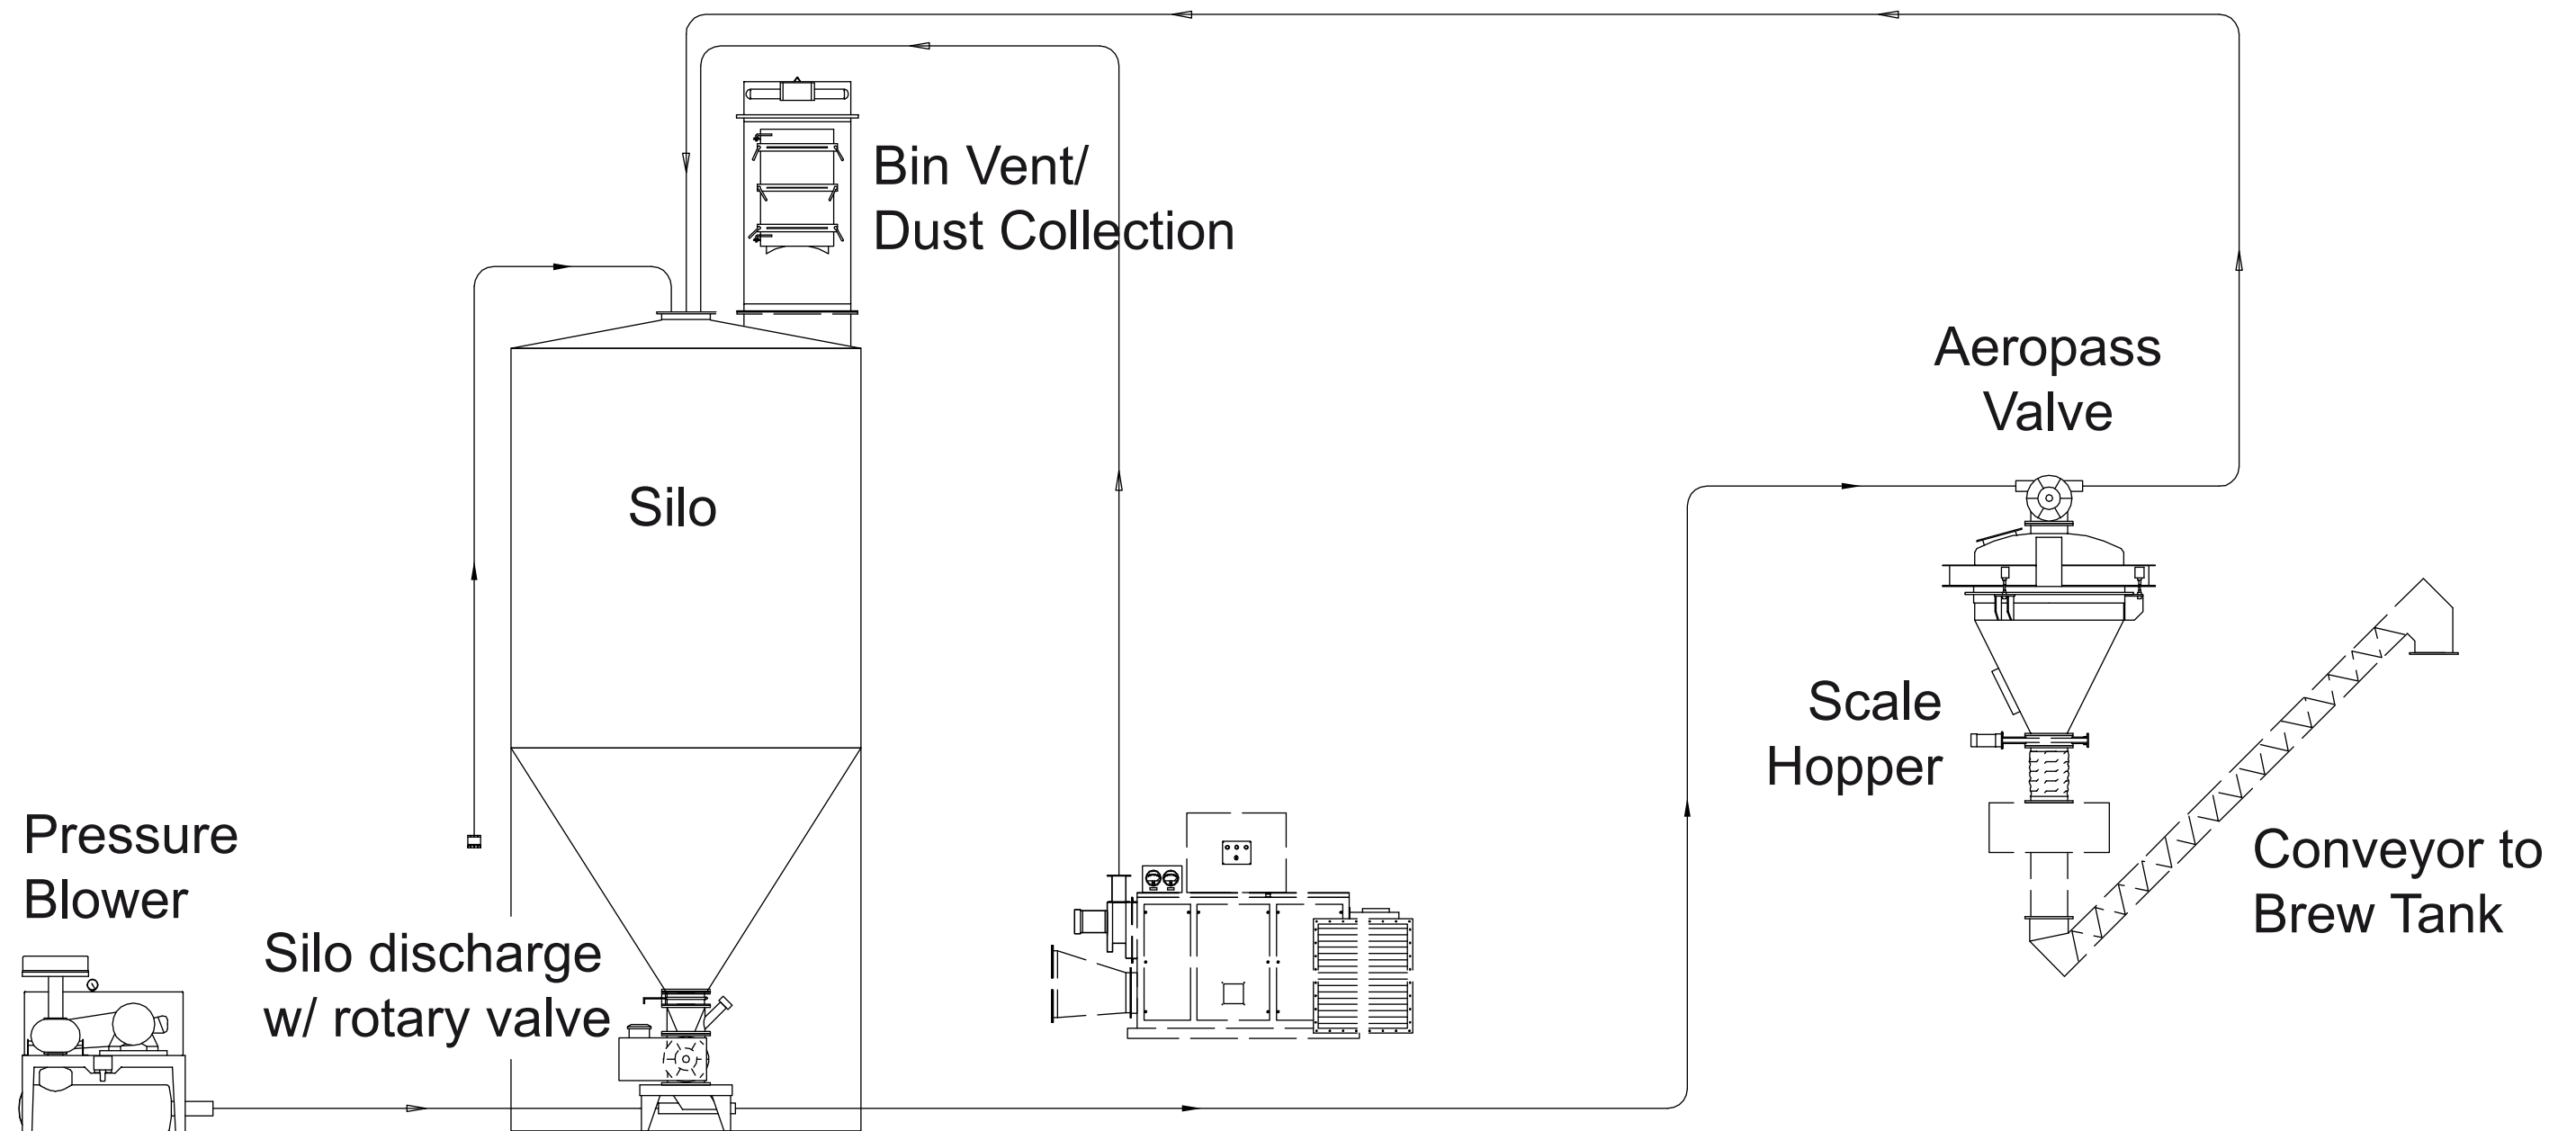 Bin Vent/
Dust Collection
Aeropass
Valve
Silo
Scale
Hopper
Pressure
Blower
Conveyor to
Brew Tank
Silo discharge
w/ rotary valve